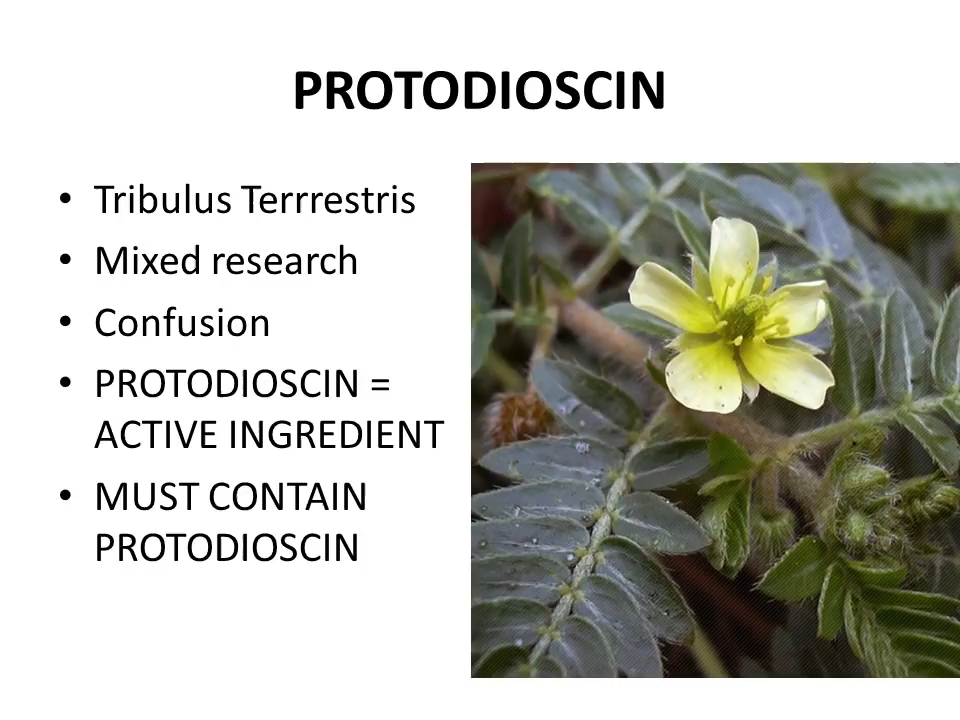 PROTODIOSCIN
• Tribulus Terrrestris
• Mixed research
• Confusion
• PROTODIOSCIN =
ACTIVE INGREDIENT
• MUST CONTAIN
PROTODIOSCIN